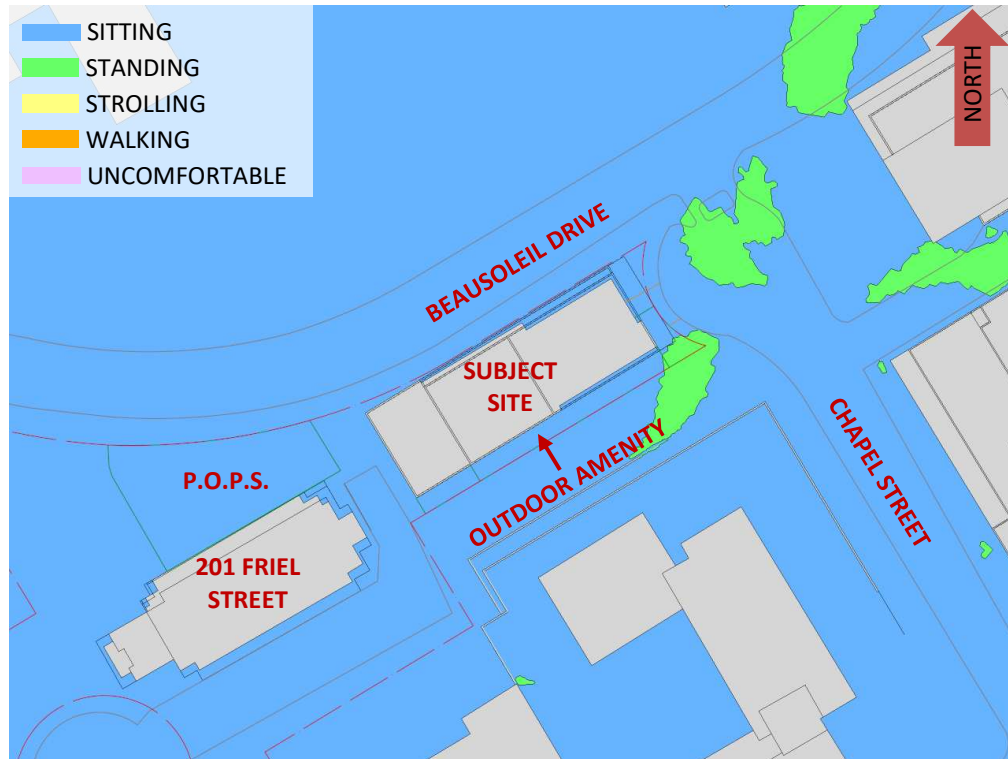 SITTING
STANDING
STROLLING
WALKING
UNCOMFORTABLE
NORTH
BEAUSOLEIL DRIVE
SUBJECT
SITE
P.O.P.S.
OUTDOOR AMENITY
CHAPEL STREET
201 FRIEL
STREET